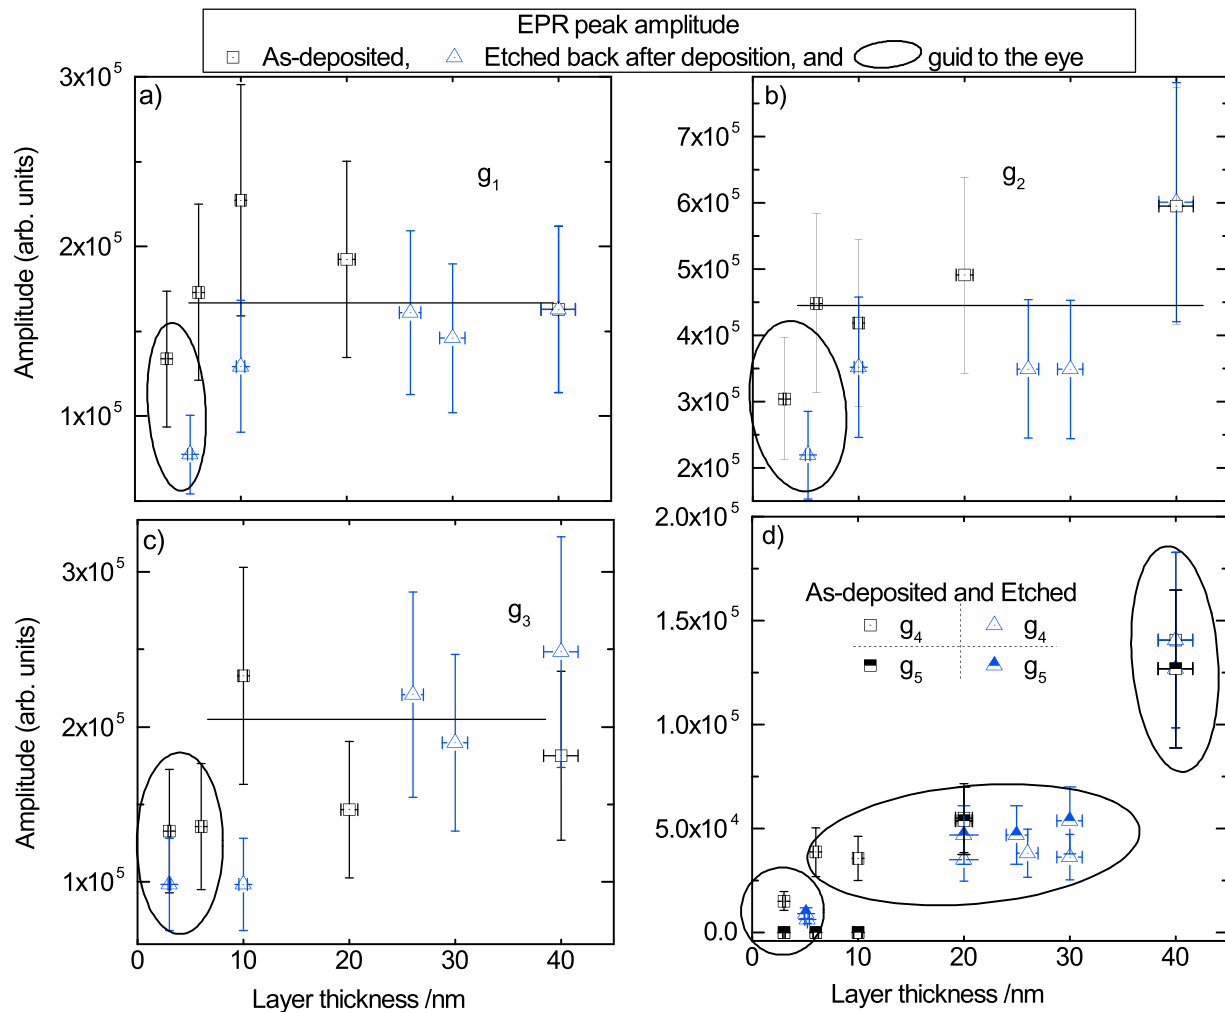 EPR peak amplitude
As-deposited, Etched back after deposition, and guid to the eye
a)
g1
3x10^5
2x10^5
1x10^5
Amplitude (arb. units)
b)
g2
7x10^5
6x10^5
5x10^5
4x10^5
3x10^5
2x10^5
c)
g3
3x10^5
2x10^5
1x10^5
Amplitude (arb. units)
0 10 20 30 40
Layer thickness /nm
d)
As-deposited and Etched
g4 g4
g5 g5
2.0x10^5
1.5x10^5
1.0x10^5
5.0x10^4
0.0
0 10 20 30 40
Layer thickness /nm